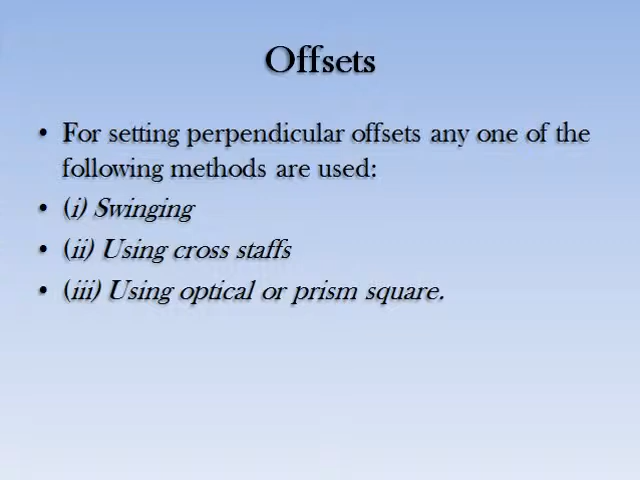 Offsets
• For setting perpendicular offsets any one of the
following methods are used:
• (i) Swinging
• (ii) Using cross staffs
• (iii) Using optical or prism square.